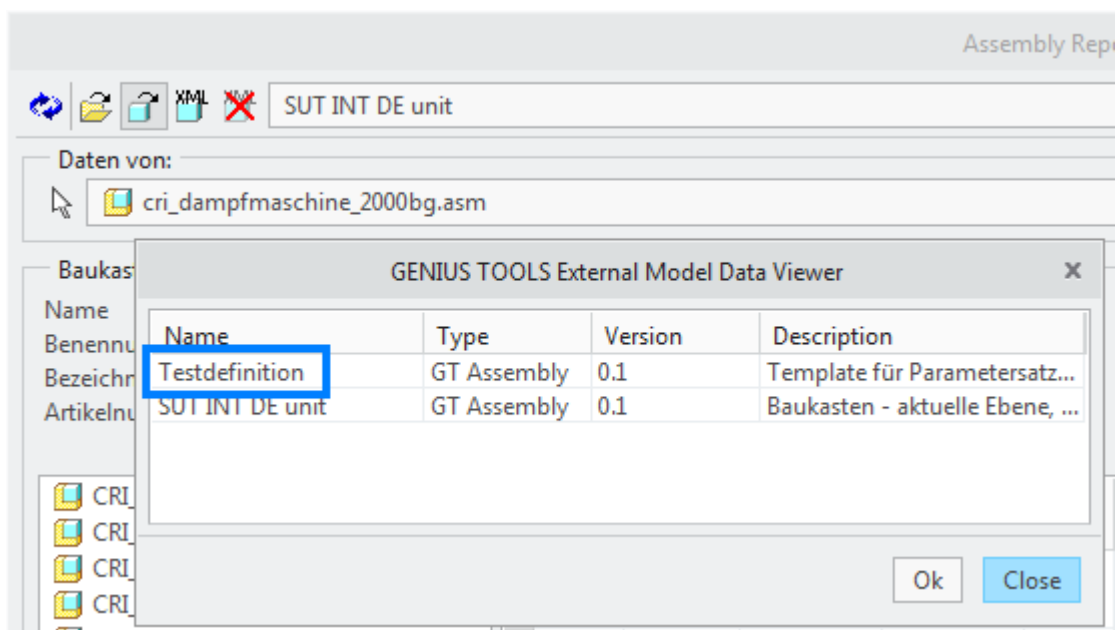 Assembly Rep
XML
SUT INT DE unit
Daten von:
cri_dampfmaschine_2000bg.asm
Baukas
GENIUS TOOLS External Model Data Viewer
Name
Benennu
Bezeichn
Artikelnu
Name Type Version Description
Testdefinition GT Assembly 0.1 Template für Parametersatz...
SUT INT DE unit GT Assembly 0.1 Baukasten - aktuelle Ebene, ...
CRI_
CRI_
CRI_
CRI_
Ok Close